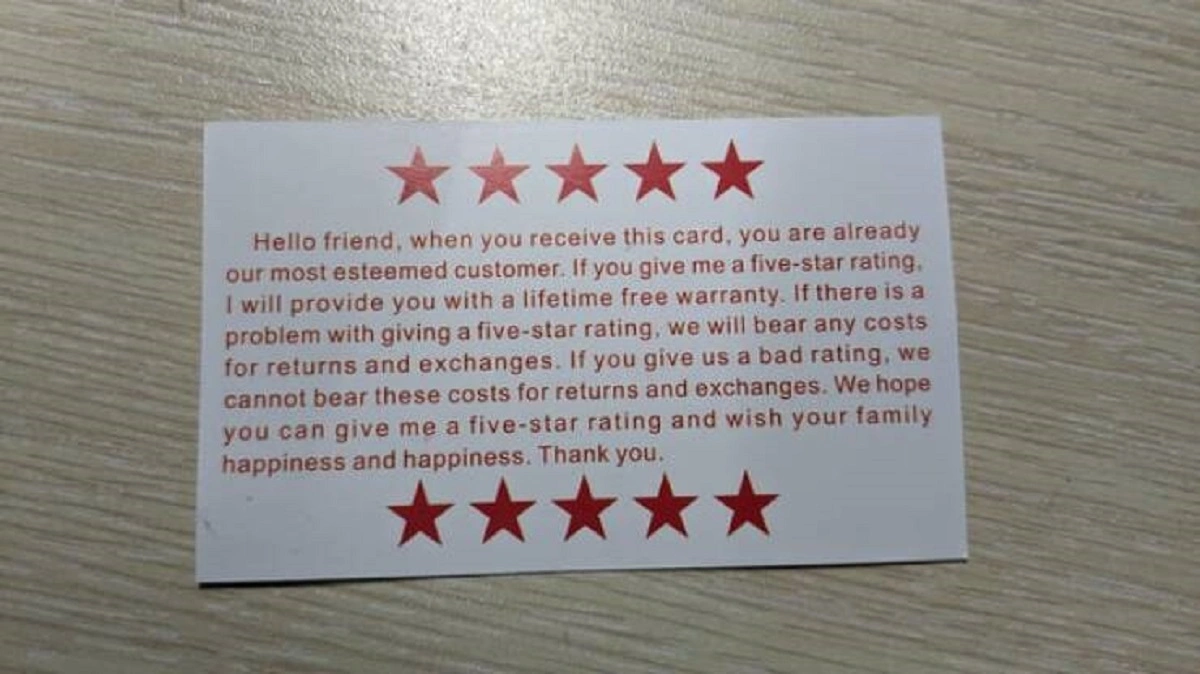 Hello friend, when you receive this card, you are already
our most esteemed customer. If you give me a five-star rating,
I will provide you with a lifetime free warranty. If there is a
problem with giving a five-star rating, we will bear any costs
for returns and exchanges. If you give us a bad rating, we
cannot bear these costs for returns and exchanges. We hope
you can give me a five-star rating and wish your family
happiness and happiness. Thank you.